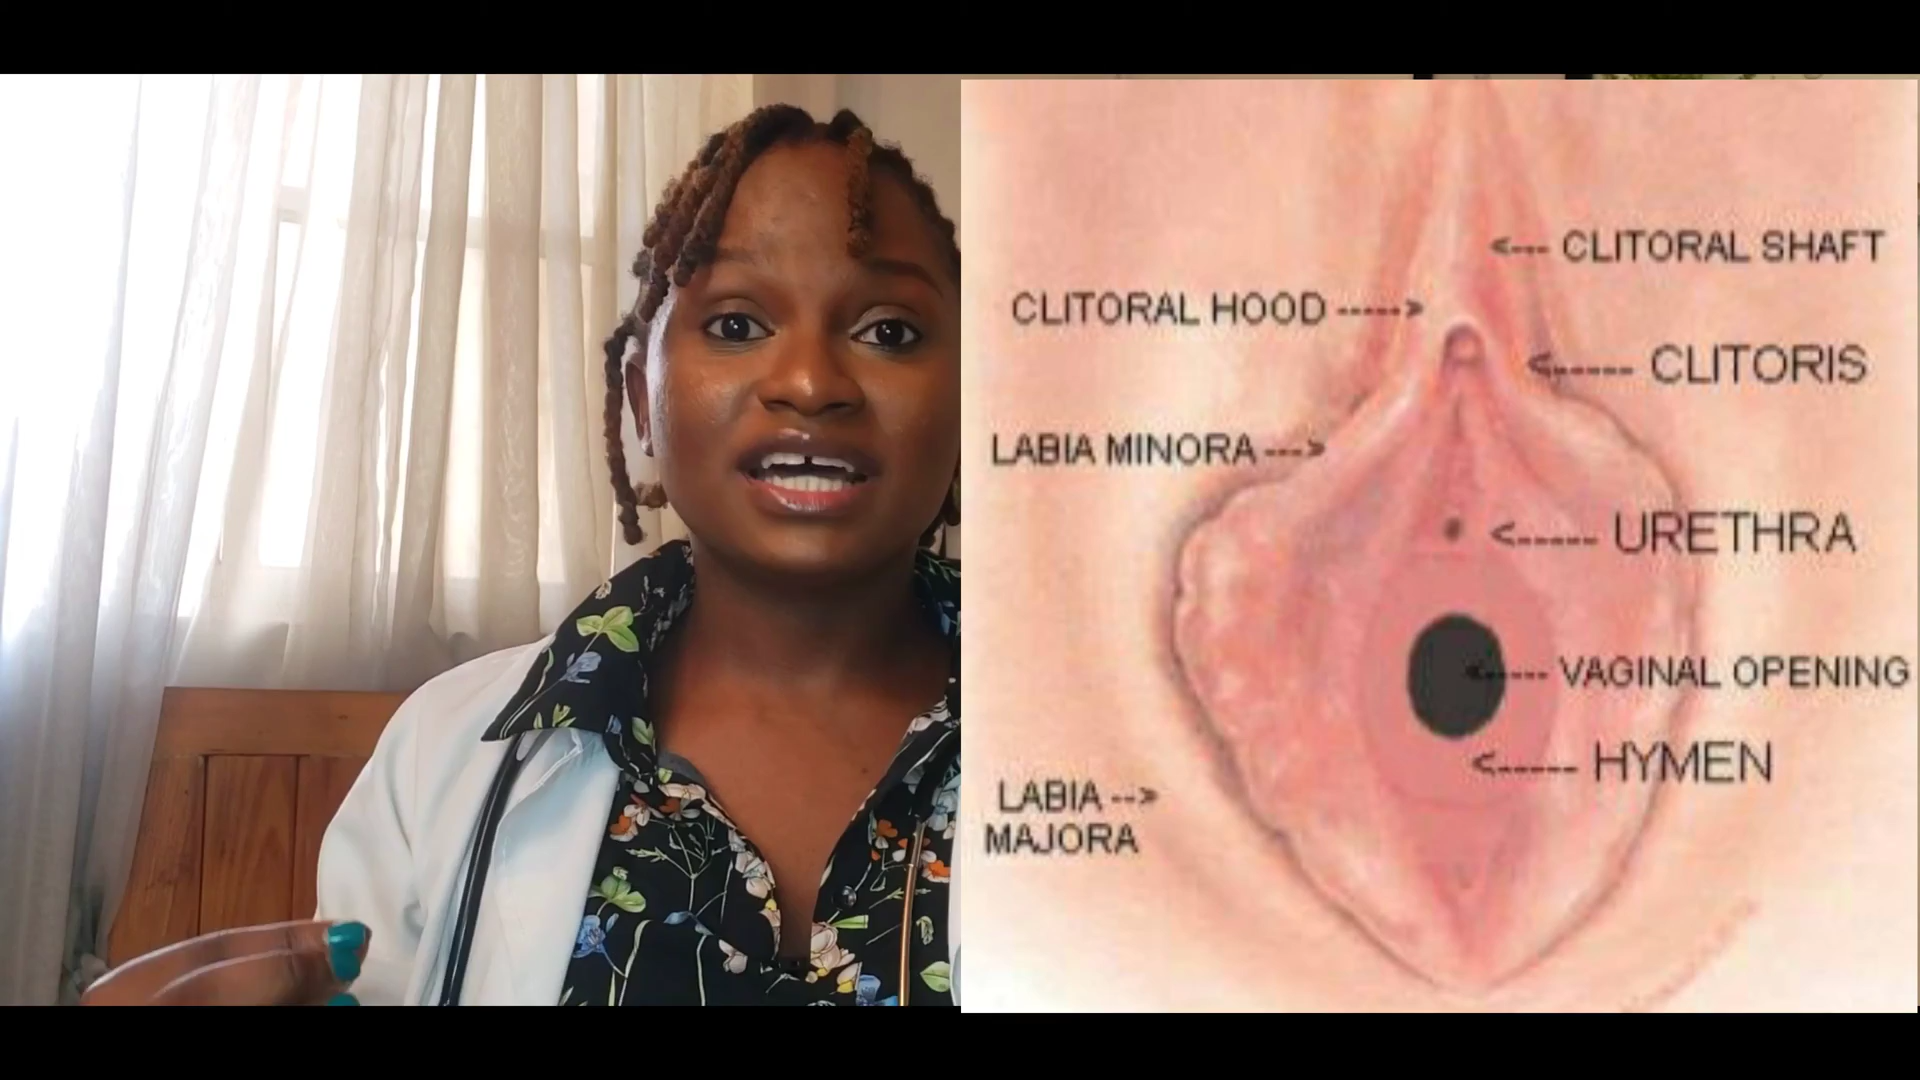 <--- CLITORAL SHAFT
CLITORAL HOOD ----->
<------ CLITORIS
LABIA MINORA --->
<----- URETHRA
<---- VAGINAL OPENING
<----- HYMEN
LABIA -->
MAJORA